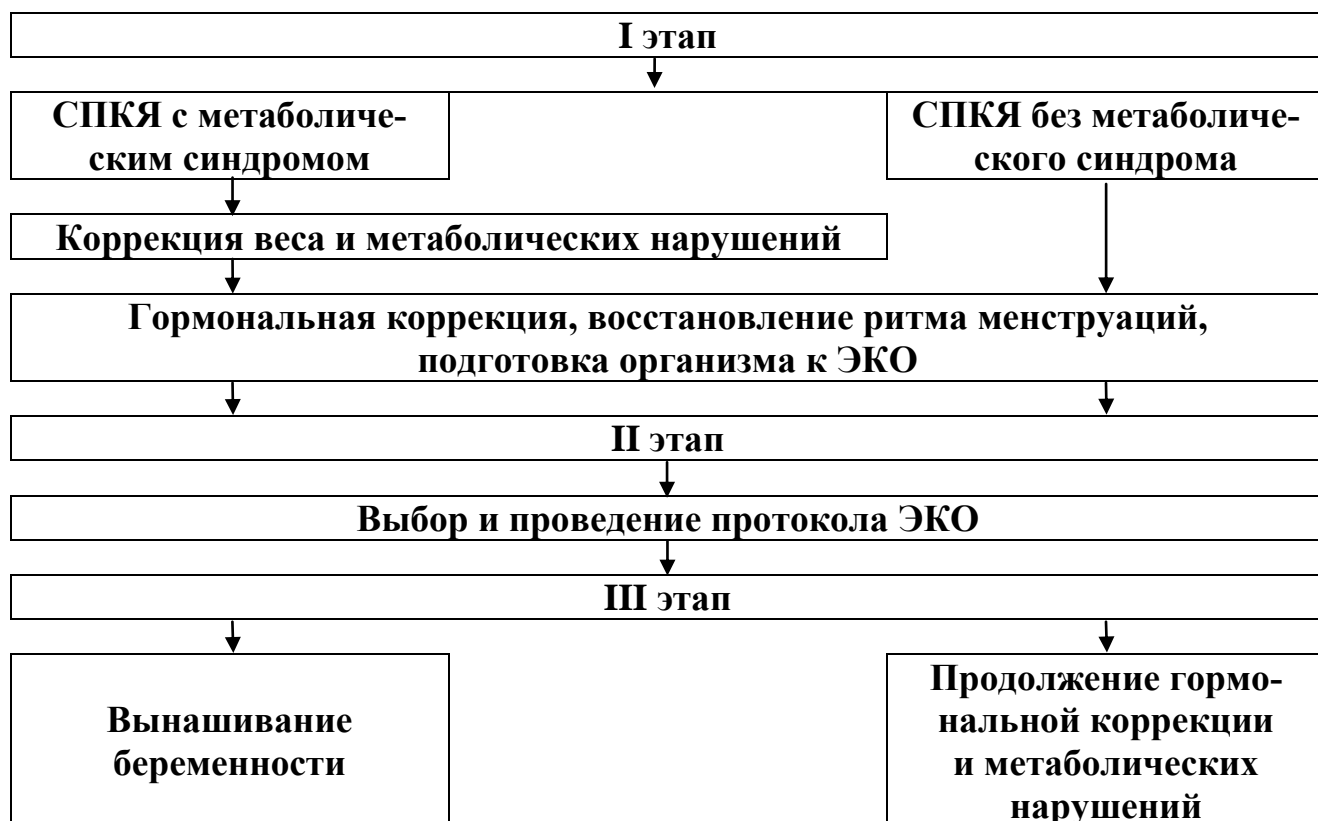 I этап
СПКЯ с метаболиче-
ским синдромом
СПКЯ без метаболиче-
ского синдрома
Коррекция веса и метаболических нарушений
Гормональная коррекция, восстановление ритма менструаций,
подготовка организма к ЭКО
II этап
Выбор и проведение протокола ЭКО
III этап
Вынашивание
беременности
Продолжение гормо-
нальной коррекции
и метаболических
нарушений